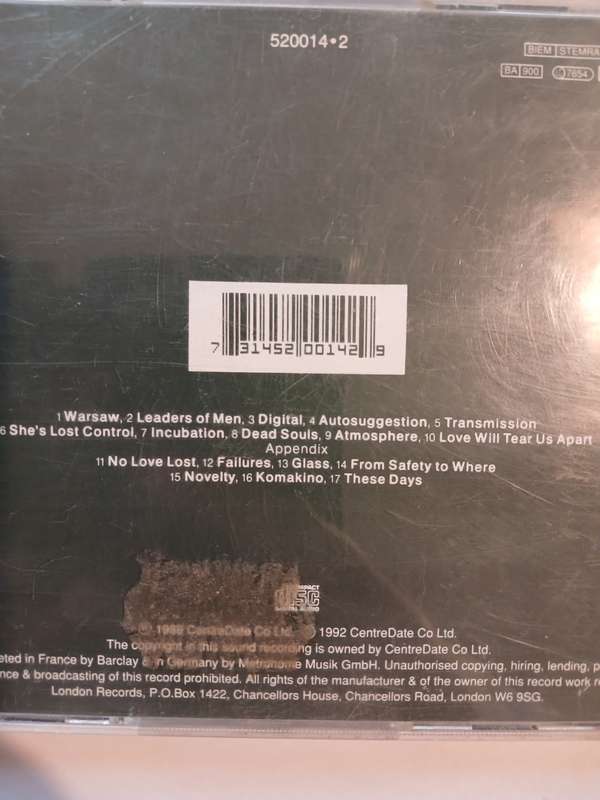 520014•2
BIEM STEMRA
BA 900 7654
7 31452 00142 9
1 Warsaw, 2 Leaders of Men, 3 Digital, 4 Autosuggestion, 5 Transmission
6 She's Lost Control, 7 Incubation, 8 Dead Souls, 9 Atmosphere, 10 Love Will Tear Us Apart
Appendix
11 No Love Lost, 12 Failures, 13 Glass, 14 From Safety to Where
15 Novelty, 16 Komakino, 17 These Days
DISC
DIGITAL AUDIO
CentreDate Co Ltd. 1992 CentreDate Co Ltd.
The copyright in this sound recording is owned by CentreDate Co Ltd.
eted in France by Barclay in Germany by Metronome Musik GmbH. Unauthorised copying, hiring, lending, p
nce & broadcasting of this record prohibited. All rights of the manufacturer & of the owner of this record work r
London Records, P.O.Box 1422, Chancellors House, Chancellors Road, London W6 9SG.